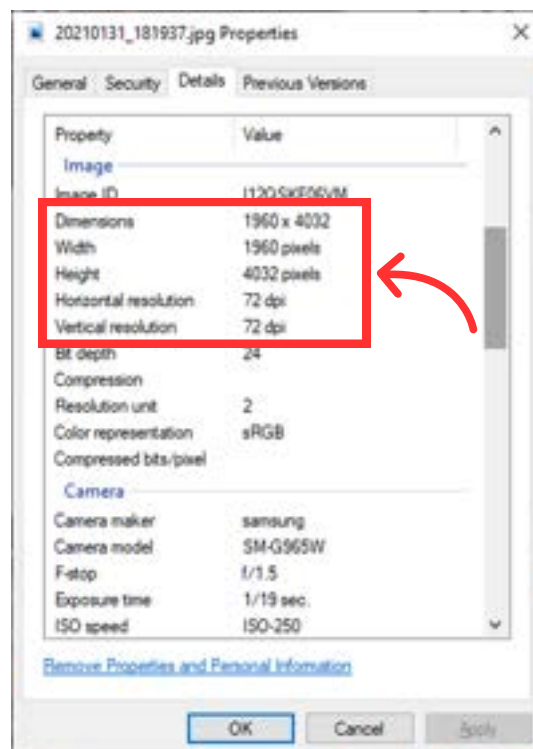 20210131_181937.jpg Properties
General Security Details Previous Versions
Property Value
Image
Image ID
Dimensions 1960 x 4032
Width 1960 pixels
Height 4032 pixels
Horizontal resolution 72 dpi
Vertical resolution 72 dpi
Bit depth 24
Compression
Resolution unit 2
Color representation sRGB
Compressed bits/pixel
Camera
Camera maker samsung
Camera model SM-G965W
F-stop f/1.5
Exposure time 1/19 sec.
ISO speed ISO-250
Remove Properties and Personal Information
OK Cancel Apply